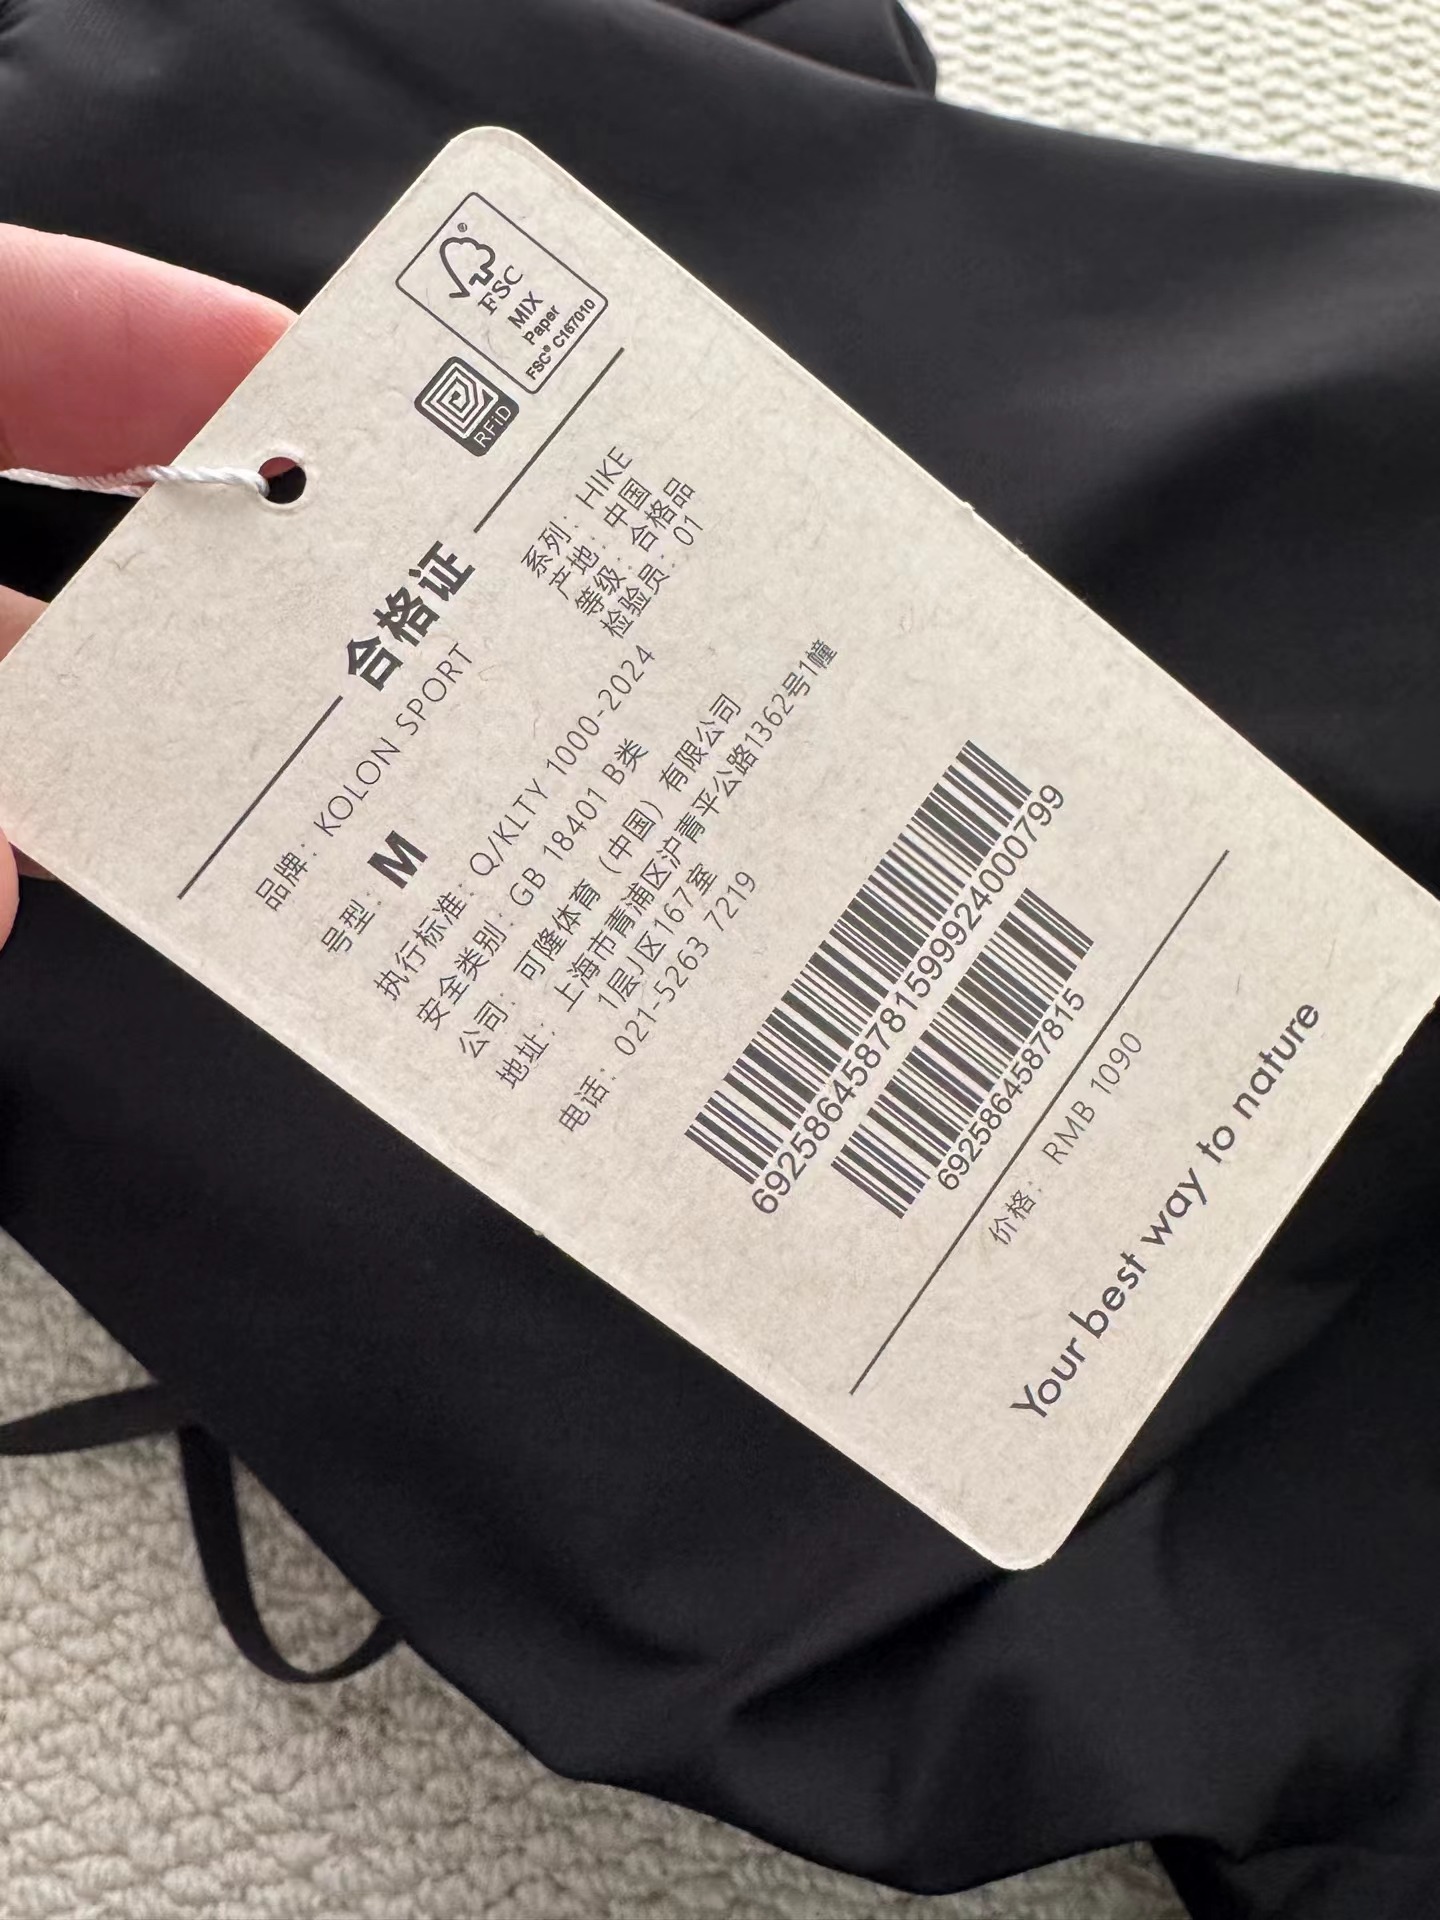 FSC®
MIX
Paper
FSC® C167010
RFiD
合格证
品牌：KOLON SPORT
系列：HIKE
号型：M
产地：中国
等级：合格品
检验员：01
执行标准：Q/KLTY 1000-2024
安全类别：GB 18401 B类
公司：可隆体育（中国）有限公司
地址：上海市青浦区沪青平公路1362号1幢
1层J区167室
电话：021-5263 7219
692586458781599924000799
6925864587815
价格：RMB 1090
Your best way to nature